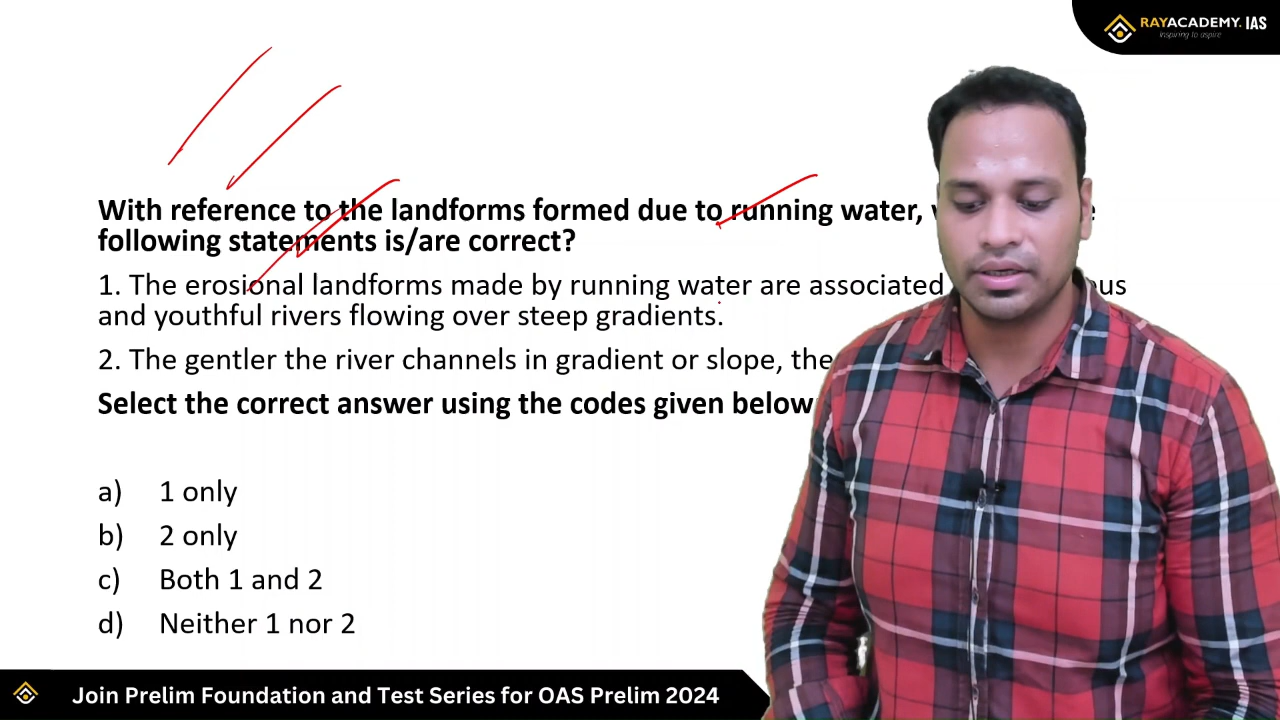 RAYACADEMY. IAS
Inspiring to aspire
With reference to the landforms formed due to running water,
following statements is/are correct?
1. The erosional landforms made by running water are associated
and youthful rivers flowing over steep gradients.
2. The gentler the river channels in gradient or slope, the
Select the correct answer using the codes given below
a) 1 only
b) 2 only
c) Both 1 and 2
d) Neither 1 nor 2
Join Prelim Foundation and Test Series for OAS Prelim 2024